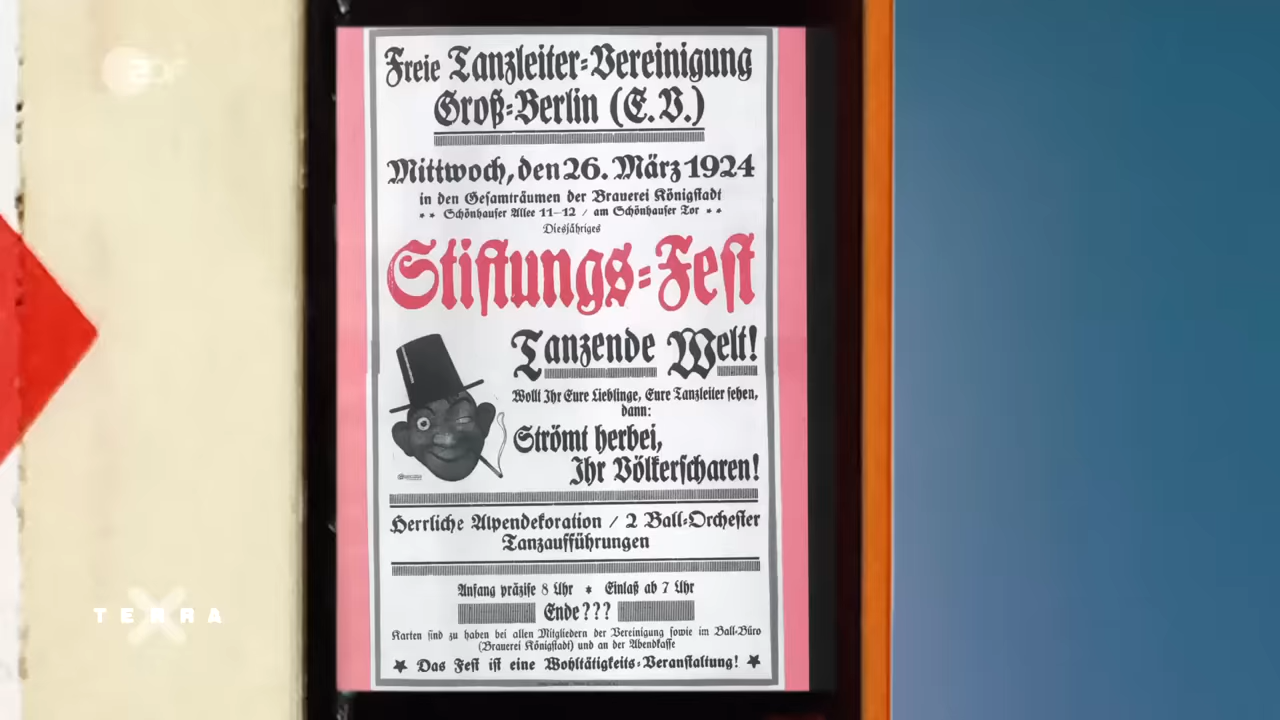 ZDF
Freie Tanzleiter-Vereinigung
Groß-Berlin (E.V.)
Mittwoch, den 26. März 1924
in den Gesamträumen der Brauerei Königstadt
Schönhauser Allee 11–12 / am Schönhauser Tor
Diesjähriges
Stiftungs-Fest
Tanzende Welt!
Wollt Ihr Eure Lieblinge, Eure Tanzleiter sehen,
dann:
Strömt herbei,
Ihr Völkerscharen!
Herrliche Alpendekoration / 2 Ball-Orchester
Tanzaufführungen
Anfang präzise 8 Uhr * Einlaß ab 7 Uhr
Ende???
Karten sind zu haben bei allen Mitgliedern der Vereinigung sowie im Ball-Büro
(Brauerei Königstadt) und an der Abendkasse
★ Das Fest ist eine Wohltätigkeits-Veranstaltung! ★
TERRA X